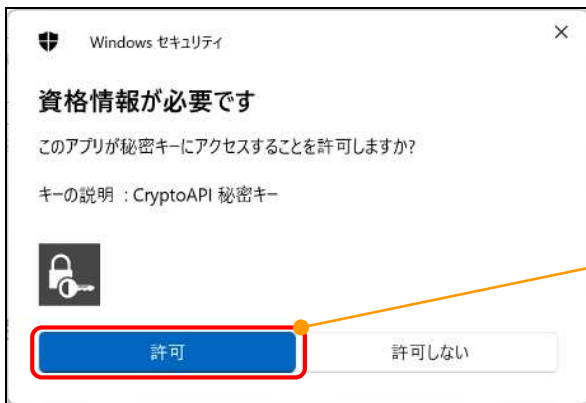 Windows セキュリティ
資格情報が必要です
このアプリが秘密キーにアクセスすることを許可しますか?
キーの説明 : CryptoAPI 秘密キー
許可
許可しない